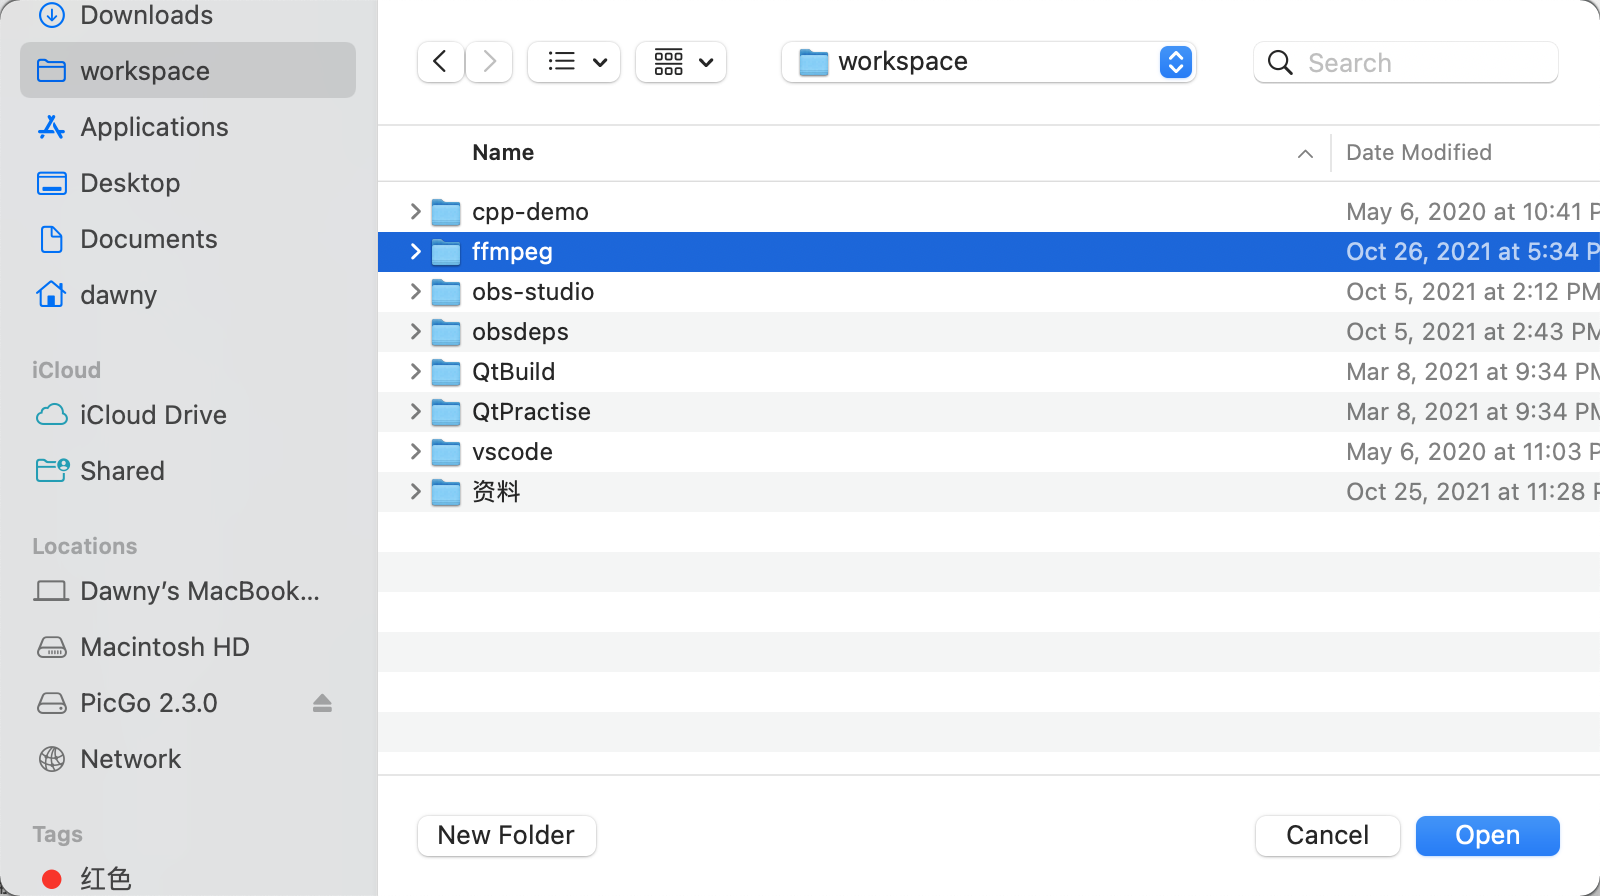 Downloads
workspace
Applications
Desktop
Documents
dawny
iCloud
iCloud Drive
Shared
Locations
Dawny's MacBook...
Macintosh HD
PicGo 2.3.0
Network
Tags
红色
workspace
Search
Name
Date Modified
cpp-demo
May 6, 2020 at 10:41 P
ffmpeg
Oct 26, 2021 at 5:34 P
obs-studio
Oct 5, 2021 at 2:12 PM
obsdeps
Oct 5, 2021 at 2:43 PM
QtBuild
Mar 8, 2021 at 9:34 PM
QtPractise
Mar 8, 2021 at 9:34 PM
vscode
May 6, 2020 at 11:03 P
资料
Oct 25, 2021 at 11:28 P
New Folder
Cancel
Open